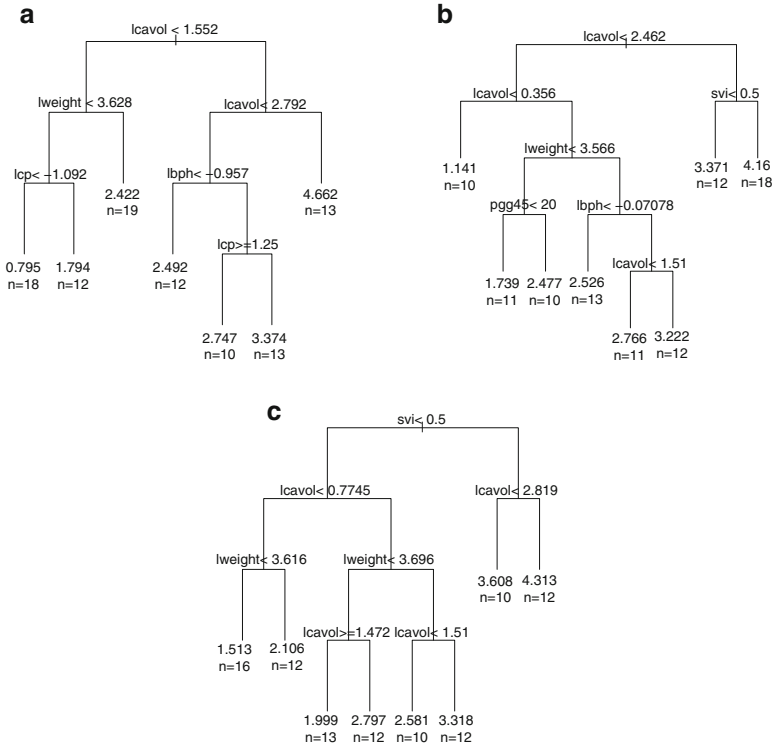 a
lcavol < 1.552
lweight < 3.628
lcavol< 2.792
lcp< −1.092
2.422
n=19
lbph< −0.957
4.662
n=13
0.795
n=18
1.794
n=12
2.492
n=12
lcp>=1.25
2.747
n=10
3.374
n=13
b
lcavol< 2.462
lcavol< 0.356
svi< 0.5
1.141
n=10
lweight< 3.566
3.371
n=12
4.16
n=18
pgg45< 20
lbph< −0.07078
1.739
n=11
2.477
n=10
2.526
n=13
lcavol< 1.51
2.766
n=11
3.222
n=12
c
svi< 0.5
lcavol< 0.7745
lcavol< 2.819
lweight< 3.616
lweight< 3.696
3.608
n=10
4.313
n=12
1.513
n=16
2.106
n=12
lcavol>=1.472
lcavol< 1.51
1.999
n=13
2.797
n=12
2.581
n=10
3.318
n=12